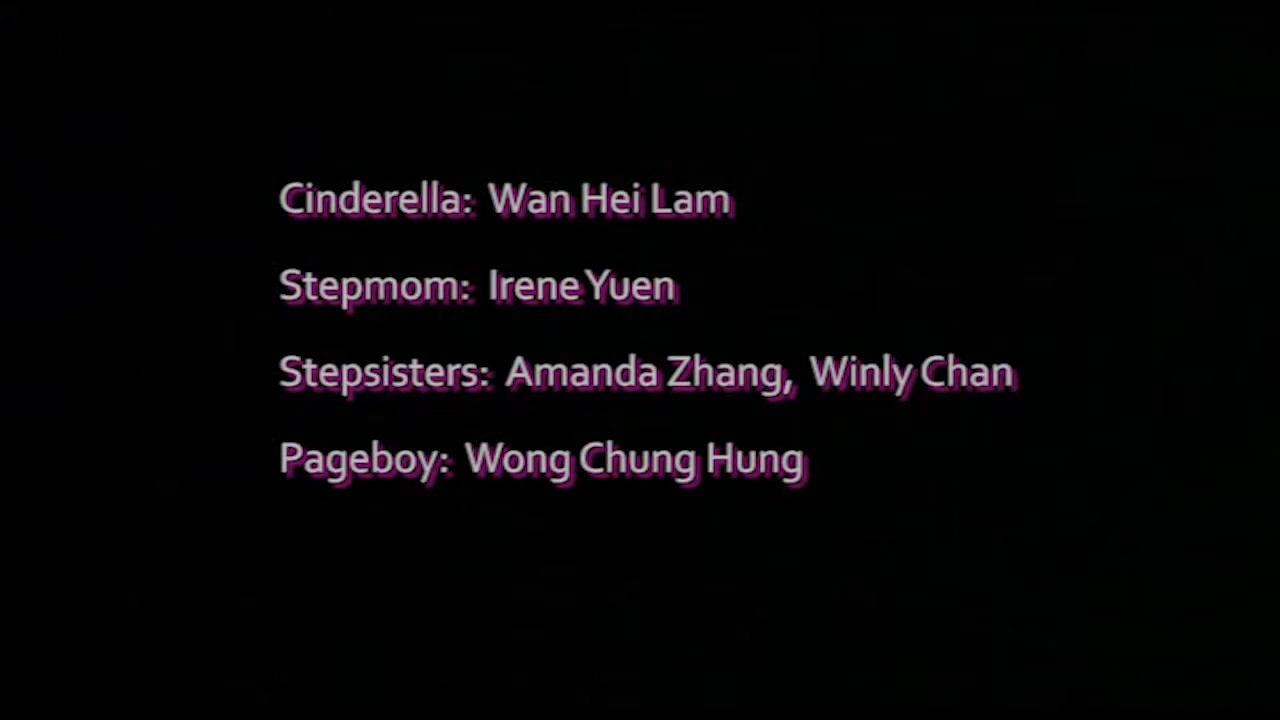 Cinderella: Wan Hei Lam
Stepmom: Irene Yuen
Stepsisters: Amanda Zhang, Winly Chan
Pageboy: Wong Chung Hung